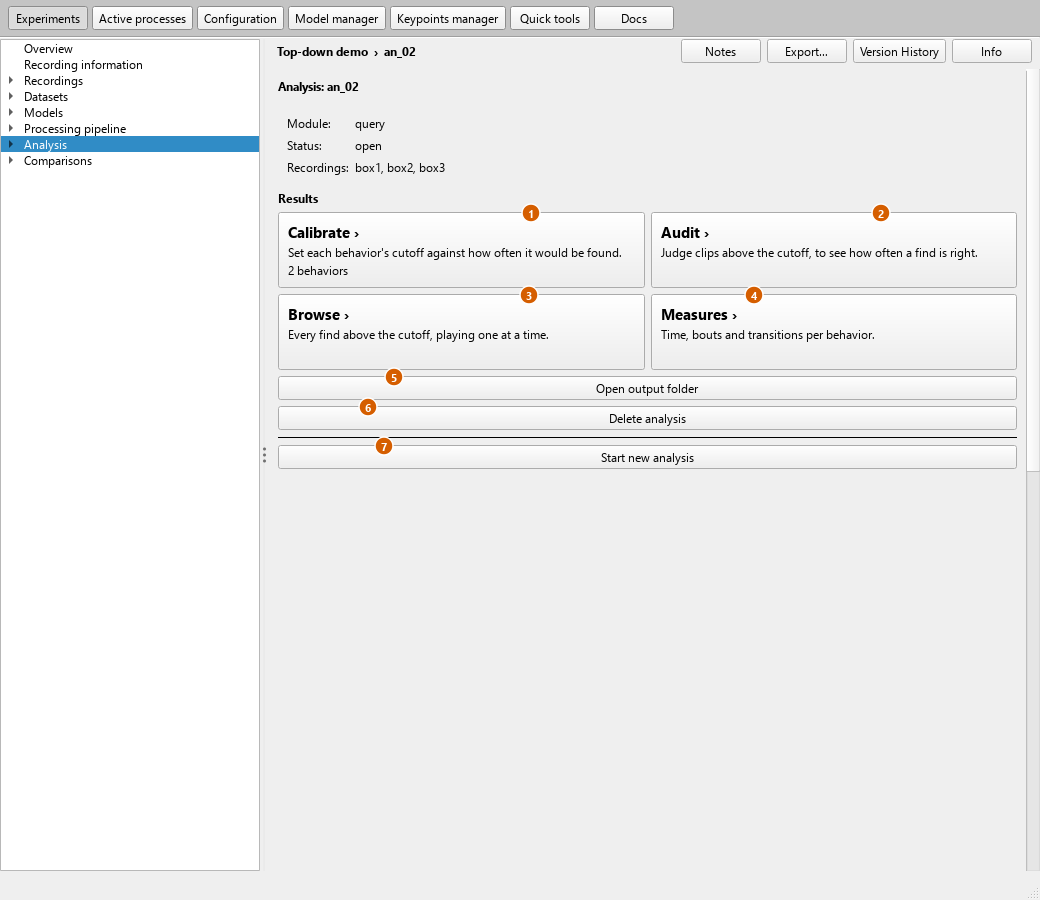 Experiments Active processes Configuration Model manager Keypoints manager Quick tools Docs
Overview
Recording information
Recordings
Datasets
Models
Processing pipeline
Analysis
Comparisons
Top-down demo › an_02
Notes Export... Version History Info
Analysis: an_02
Module: query
Status: open
Recordings: box1, box2, box3
Results
1
Calibrate ›
Set each behavior's cutoff against how often it would be found.
2 behaviors
2
Audit ›
Judge clips above the cutoff, to see how often a find is right.
3
Browse ›
Every find above the cutoff, playing one at a time.
4
Measures ›
Time, bouts and transitions per behavior.
5
Open output folder
6
Delete analysis
7
Start new analysis